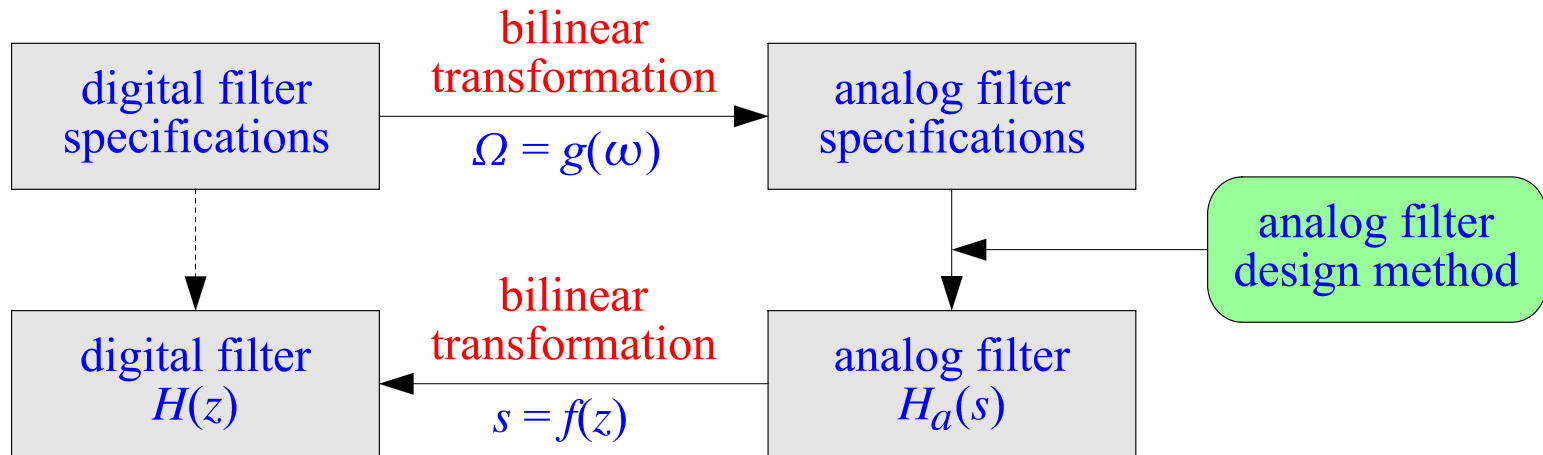 bilinear
transformation
digital filter
specifications
Ω = g(ω)
analog filter
specifications
analog filter
design method
bilinear
transformation
digital filter
H(z)
s = f(z)
analog filter
Hₐ(s)